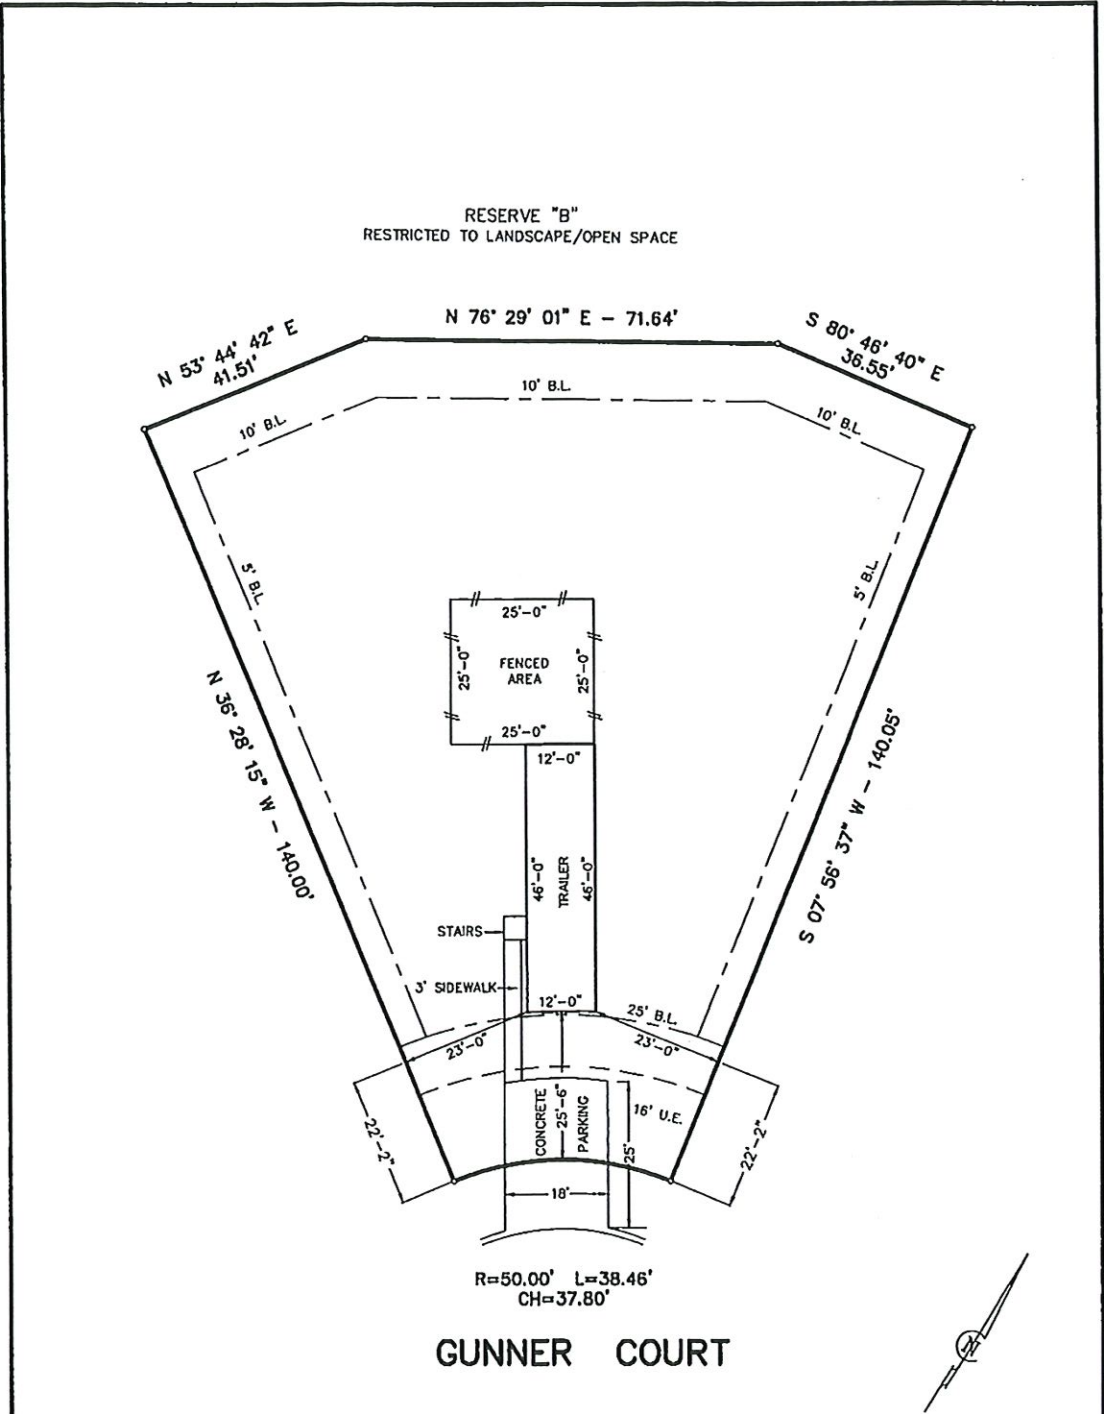 RESERVE "B"
RESTRICTED TO LANDSCAPE/OPEN SPACE
N 76° 29' 01" E - 71.64'
N 53° 44' 42" E
41.51'
S 80° 46' 40" E
36.55'
10' B.L.
10' B.L.
10' B.L.
5' B.L.
5' B.L.
25'-0"
25'-0"
FENCED
AREA
25'-0"
25'-0"
N 36° 28' 15" W - 140.00'
S 07° 56' 37" W - 140.05'
12'-0"
46'-0"
TRAILER
46'-0"
STAIRS
3' SIDEWALK
12'-0"
25' B.L.
23'-0"
23'-0"
22'-2"
CONCRETE
25'-6"
PARKING
16' U.E.
25'
22'-2"
18'
R=50.00' L=38.46'
CH=37.80'
GUNNER COURT
N